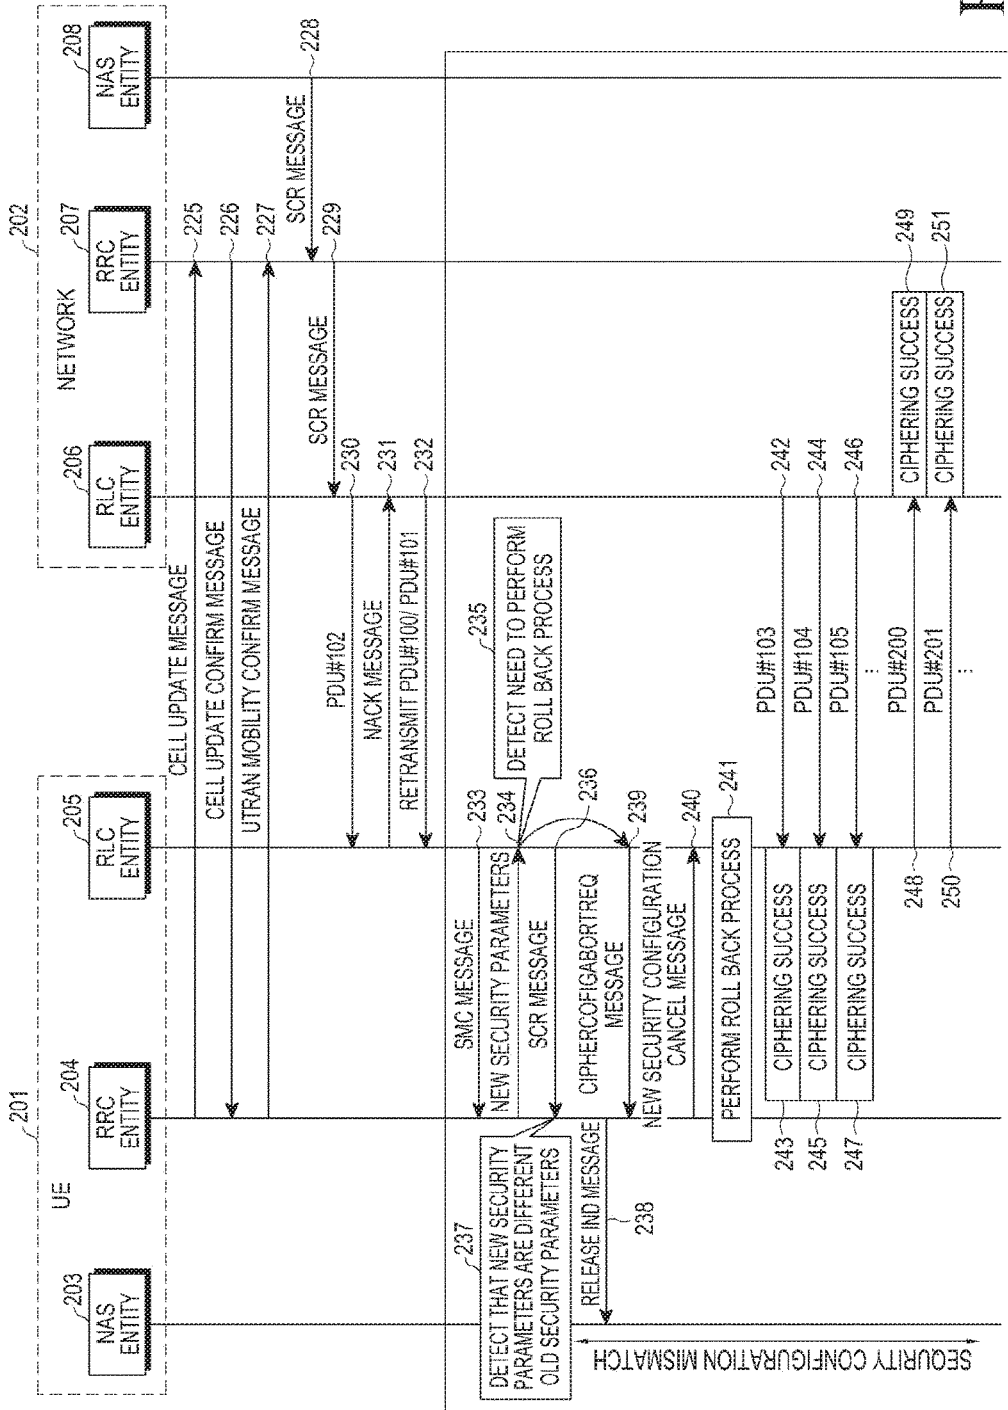 201
UE
202
NETWORK
203
NAS
ENTITY
204
RRC
ENTITY
205
RLC
ENTITY
206
RLC
ENTITY
207
RRC
ENTITY
208
NAS
ENTITY
CELL UPDATE MESSAGE
225
CELL UPDATE CONFIRM MESSAGE
226
UTRAN MOBILITY CONFIRM MESSAGE
227
SCR MESSAGE
228
SCR MESSAGE
229
PDU#102
230
NACK MESSAGE
231
RETRANSMIT PDU#100/ PDU#101
232
SMC MESSAGE
233
NEW SECURITY PARAMETERS
234
235
DETECT NEED TO PERFORM
ROLL BACK PROCESS
SCR MESSAGE
236
237
DETECT THAT NEW SECURITY
PARAMETERS ARE DIFFERENT
OLD SECURITY PARAMETERS
RELEASE IND MESSAGE
238
CIPHERCOFIGABORTREQ
MESSAGE
239
NEW SECURITY CONFIGURATION
CANCEL MESSAGE
240
PERFORM ROLL BACK PROCESS
241
PDU#103
242
243
CIPHERING SUCCESS
PDU#104
244
245
CIPHERING SUCCESS
PDU#105
246
247
CIPHERING SUCCESS
PDU#200
248
CIPHERING SUCCESS
249
PDU#201
250
CIPHERING SUCCESS
251
SEQURITY CONFIGURATION MISMATCH